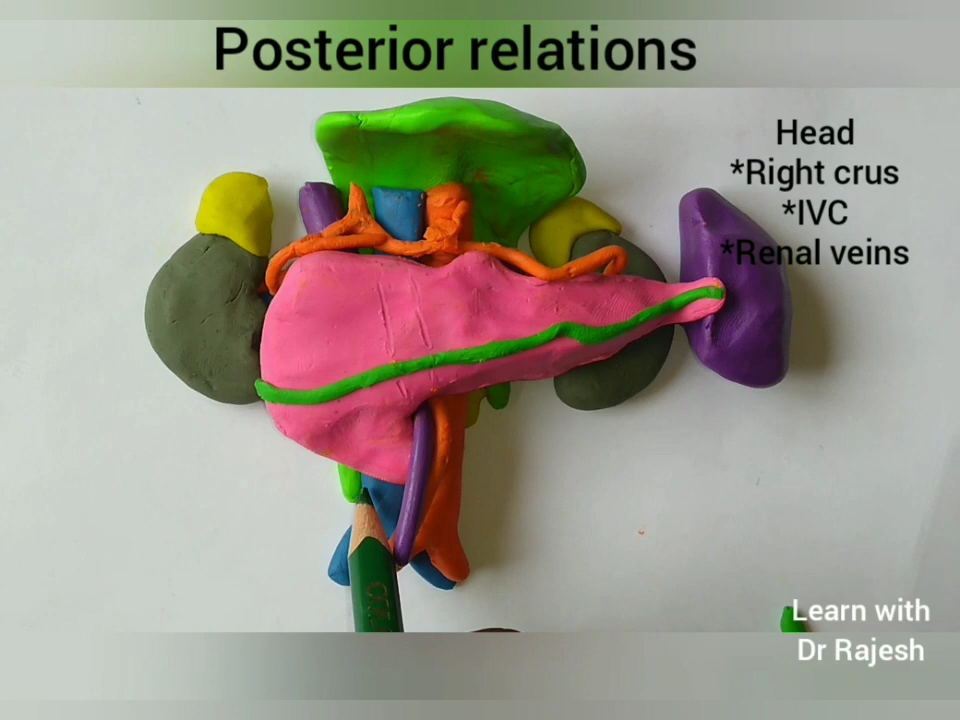 Posterior relations
Head
*Right crus
*IVC
*Renal veins
Learn with
Dr Rajesh